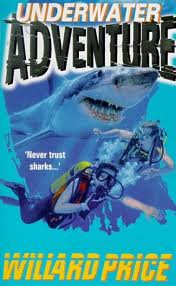 UNDERWATER
ADVENTURE
'Never trust
sharks...'
WILLARD PRICE